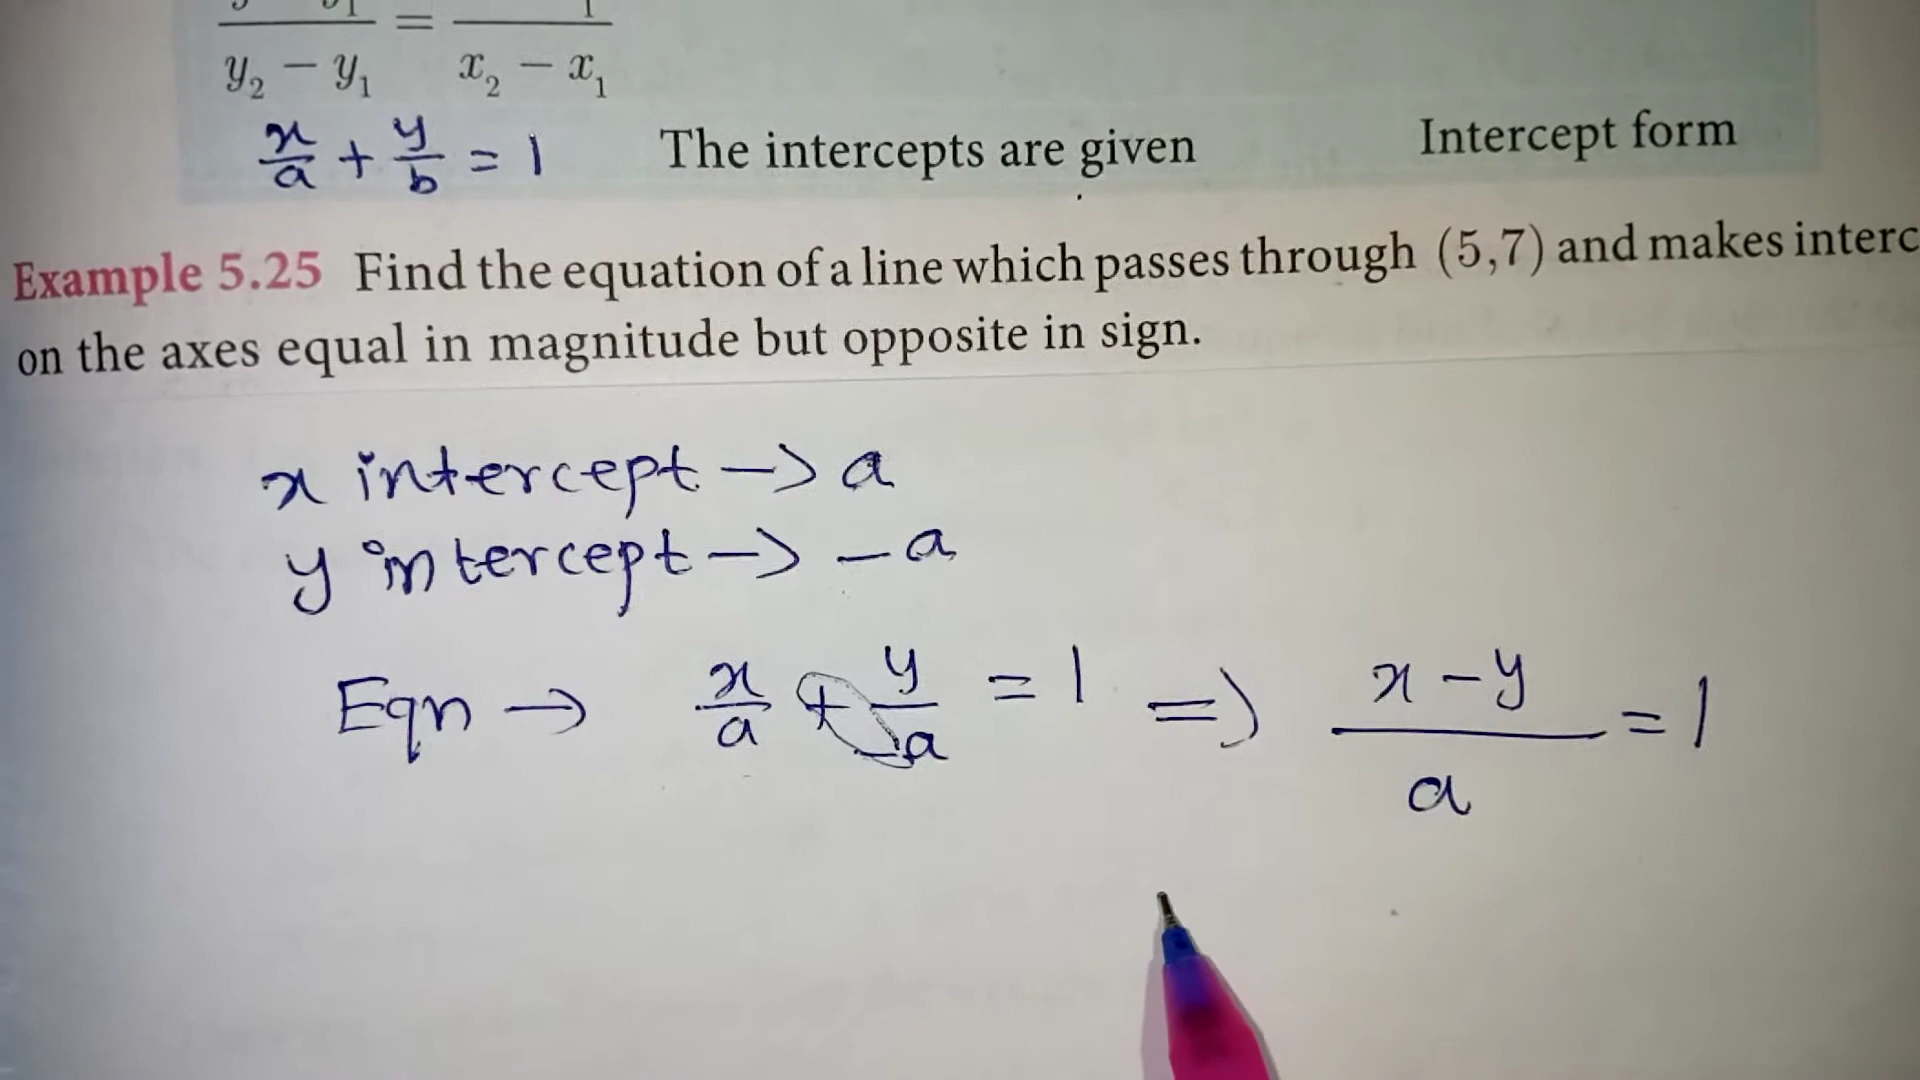 y₂ − y₁ = x₂ − x₁
x/a + y/b = 1 The intercepts are given Intercept form
Example 5.25 Find the equation of a line which passes through (5,7) and makes interc
on the axes equal in magnitude but opposite in sign.
x intercept → a
y intercept → −a
Eqn → x/a + y/−a = 1 ⇒ x−y/a = 1